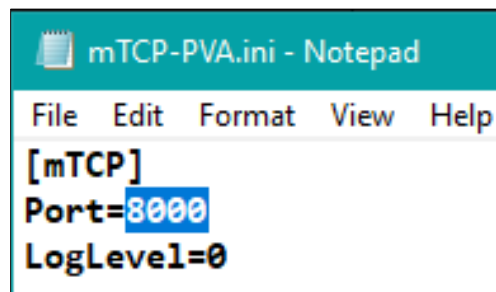 mTCP-PVA.ini - Notepad
File Edit Format View Help
[mTCP]
Port=8000
LogLevel=0